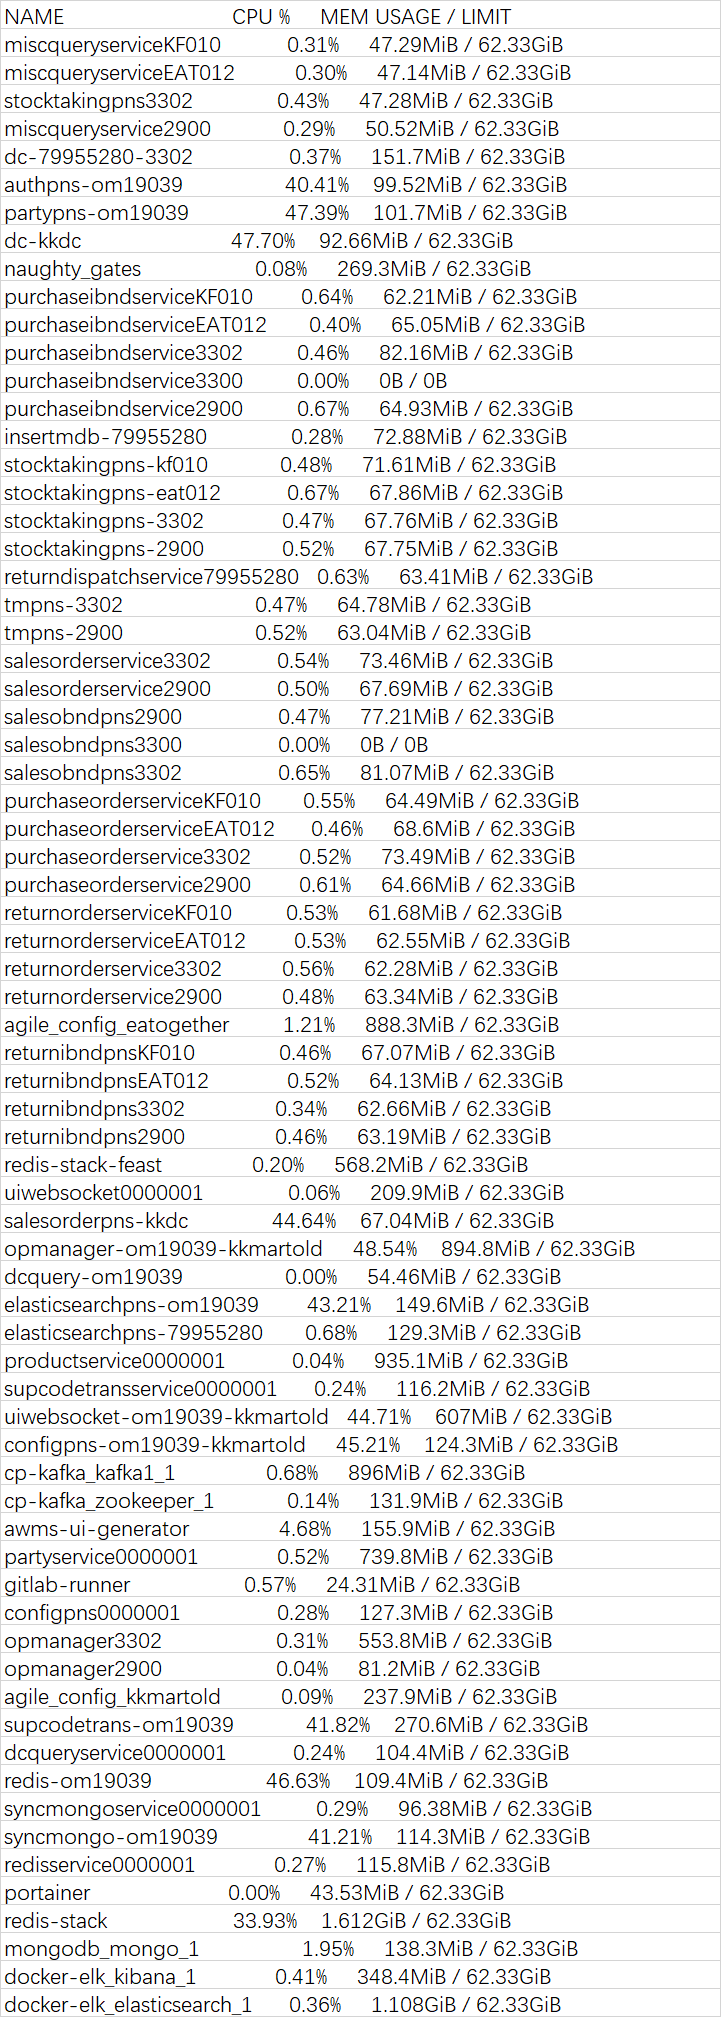 NAME CPU % MEM USAGE / LIMIT
miscqueryserviceKF010 0.31% 47.29MiB / 62.33GiB
miscqueryserviceEAT012 0.30% 47.14MiB / 62.33GiB
stocktakingpns3302 0.43% 47.28MiB / 62.33GiB
miscqueryservice2900 0.29% 50.52MiB / 62.33GiB
dc-79955280-3302 0.37% 151.7MiB / 62.33GiB
authpns-om19039 40.41% 99.52MiB / 62.33GiB
partypns-om19039 47.39% 101.7MiB / 62.33GiB
dc-kkdc 47.70% 92.66MiB / 62.33GiB
naughty_gates 0.08% 269.3MiB / 62.33GiB
purchaseibndserviceKF010 0.64% 62.21MiB / 62.33GiB
purchaseibndserviceEAT012 0.40% 65.05MiB / 62.33GiB
purchaseibndservice3302 0.46% 82.16MiB / 62.33GiB
purchaseibndservice3300 0.00% 0B / 0B
purchaseibndservice2900 0.67% 64.93MiB / 62.33GiB
insertmdb-79955280 0.28% 72.88MiB / 62.33GiB
stocktakingpns-kf010 0.48% 71.61MiB / 62.33GiB
stocktakingpns-eat012 0.67% 67.86MiB / 62.33GiB
stocktakingpns-3302 0.47% 67.76MiB / 62.33GiB
stocktakingpns-2900 0.52% 67.75MiB / 62.33GiB
returndispatchservice79955280 0.63% 63.41MiB / 62.33GiB
tmpns-3302 0.47% 64.78MiB / 62.33GiB
tmpns-2900 0.52% 63.04MiB / 62.33GiB
salesorderservice3302 0.54% 73.46MiB / 62.33GiB
salesorderservice2900 0.50% 67.69MiB / 62.33GiB
salesobndpns2900 0.47% 77.21MiB / 62.33GiB
salesobndpns3300 0.00% 0B / 0B
salesobndpns3302 0.65% 81.07MiB / 62.33GiB
purchaseorderserviceKF010 0.55% 64.49MiB / 62.33GiB
purchaseorderserviceEAT012 0.46% 68.6MiB / 62.33GiB
purchaseorderservice3302 0.52% 73.49MiB / 62.33GiB
purchaseorderservice2900 0.61% 64.66MiB / 62.33GiB
returnorderserviceKF010 0.53% 61.68MiB / 62.33GiB
returnorderserviceEAT012 0.53% 62.55MiB / 62.33GiB
returnorderservice3302 0.56% 62.28MiB / 62.33GiB
returnorderservice2900 0.48% 63.34MiB / 62.33GiB
agile_config_eatogether 1.21% 888.3MiB / 62.33GiB
returnibndpnsKF010 0.46% 67.07MiB / 62.33GiB
returnibndpnsEAT012 0.52% 64.13MiB / 62.33GiB
returnibndpns3302 0.34% 62.66MiB / 62.33GiB
returnibndpns2900 0.46% 63.19MiB / 62.33GiB
redis-stack-feast 0.20% 568.2MiB / 62.33GiB
uiwebsocket0000001 0.06% 209.9MiB / 62.33GiB
salesorderpns-kkdc 44.64% 67.04MiB / 62.33GiB
opmanager-om19039-kkmartold 48.54% 894.8MiB / 62.33GiB
dcquery-om19039 0.00% 54.46MiB / 62.33GiB
elasticsearchpns-om19039 43.21% 149.6MiB / 62.33GiB
elasticsearchpns-79955280 0.68% 129.3MiB / 62.33GiB
productservice0000001 0.04% 935.1MiB / 62.33GiB
supcodetransservice0000001 0.24% 116.2MiB / 62.33GiB
uiwebsocket-om19039-kkmartold 44.71% 607MiB / 62.33GiB
configpns-om19039-kkmartold 45.21% 124.3MiB / 62.33GiB
cp-kafka_kafka1_1 0.68% 896MiB / 62.33GiB
cp-kafka_zookeeper_1 0.14% 131.9MiB / 62.33GiB
awms-ui-generator 4.68% 155.9MiB / 62.33GiB
partyservice0000001 0.52% 739.8MiB / 62.33GiB
gitlab-runner 0.57% 24.31MiB / 62.33GiB
configpns0000001 0.28% 127.3MiB / 62.33GiB
opmanager3302 0.31% 553.8MiB / 62.33GiB
opmanager2900 0.04% 81.2MiB / 62.33GiB
agile_config_kkmartold 0.09% 237.9MiB / 62.33GiB
supcodetrans-om19039 41.82% 270.6MiB / 62.33GiB
dcqueryservice0000001 0.24% 104.4MiB / 62.33GiB
redis-om19039 46.63% 109.4MiB / 62.33GiB
syncmongoservice0000001 0.29% 96.38MiB / 62.33GiB
syncmongo-om19039 41.21% 114.3MiB / 62.33GiB
redisservice0000001 0.27% 115.8MiB / 62.33GiB
portainer 0.00% 43.53MiB / 62.33GiB
redis-stack 33.93% 1.612GiB / 62.33GiB
mongodb_mongo_1 1.95% 138.3MiB / 62.33GiB
docker-elk_kibana_1 0.41% 348.4MiB / 62.33GiB
docker-elk_elasticsearch_1 0.36% 1.108GiB / 62.33GiB